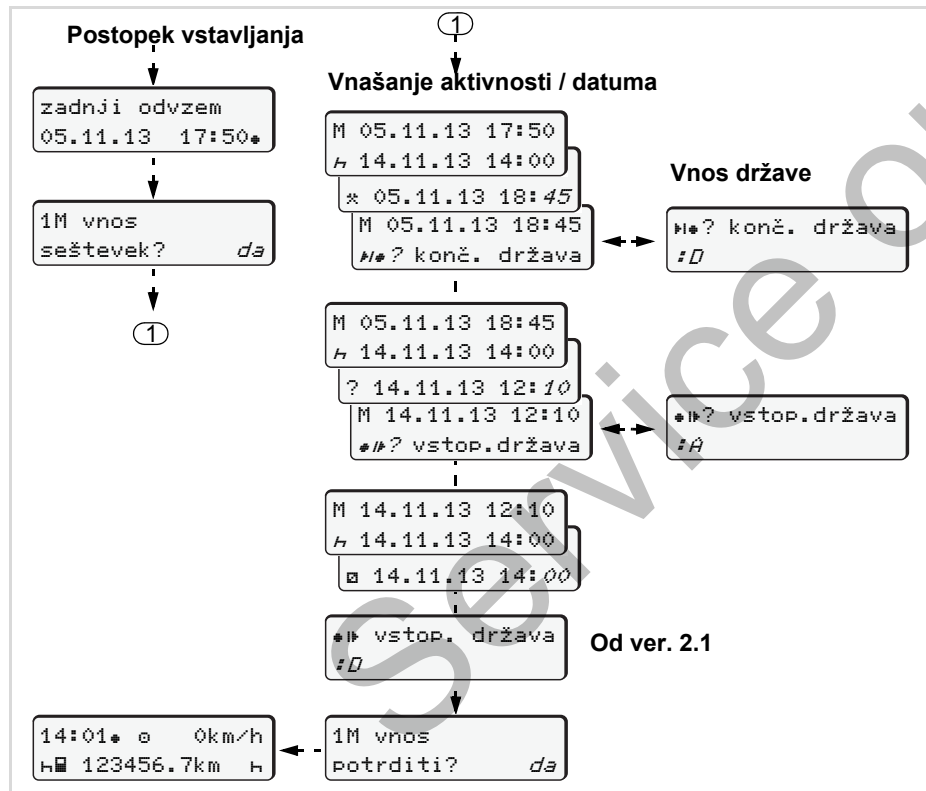 Postopek vstavljanja
zadnji odvzem
05.11.13 17:50
1M vnos
seštevek? da
1
1
Vnašanje aktivnosti / datuma
M 05.11.13 17:50
14.11.13 14:00
05.11.13 18:45
M 05.11.13 18:45
? konč. država
Vnos države
? konč. država
:D
M 05.11.13 18:45
14.11.13 14:00
? 14.11.13 12:10
M 14.11.13 12:10
? vstop.država
? vstop.država
:A
M 14.11.13 12:10
14.11.13 14:00
14.11.13 14:00
vstop. država
:D
Od ver. 2.1
1M vnos
potrditi? da
14:01 0km/h
123456.7km
Service o